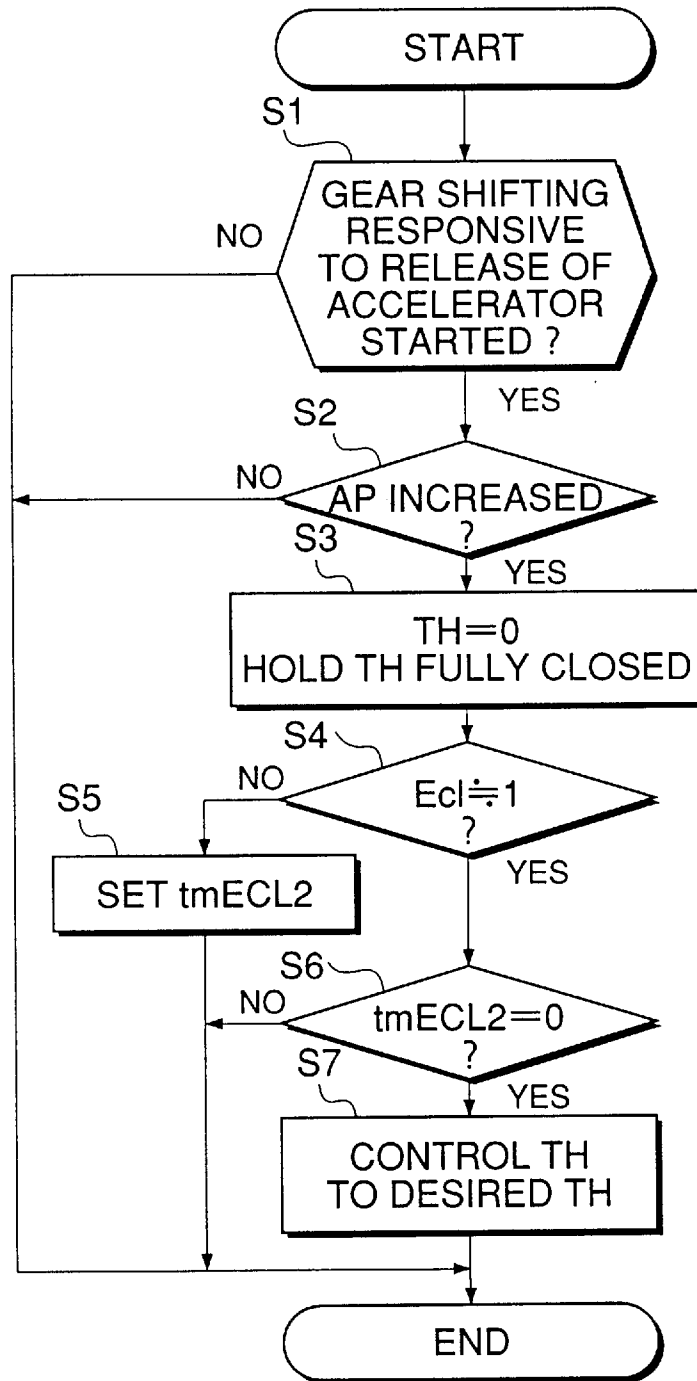 START
S1
GEAR SHIFTING
RESPONSIVE
TO RELEASE OF
ACCELERATOR
STARTED ?
NO
YES
S2
NO
AP INCREASED
?
YES
S3
TH=0
HOLD TH FULLY CLOSED
S4
NO
Ecl≒1
?
YES
S5
SET tmECL2
S6
NO
tmECL2=0
?
YES
S7
CONTROL TH
TO DESIRED TH
END